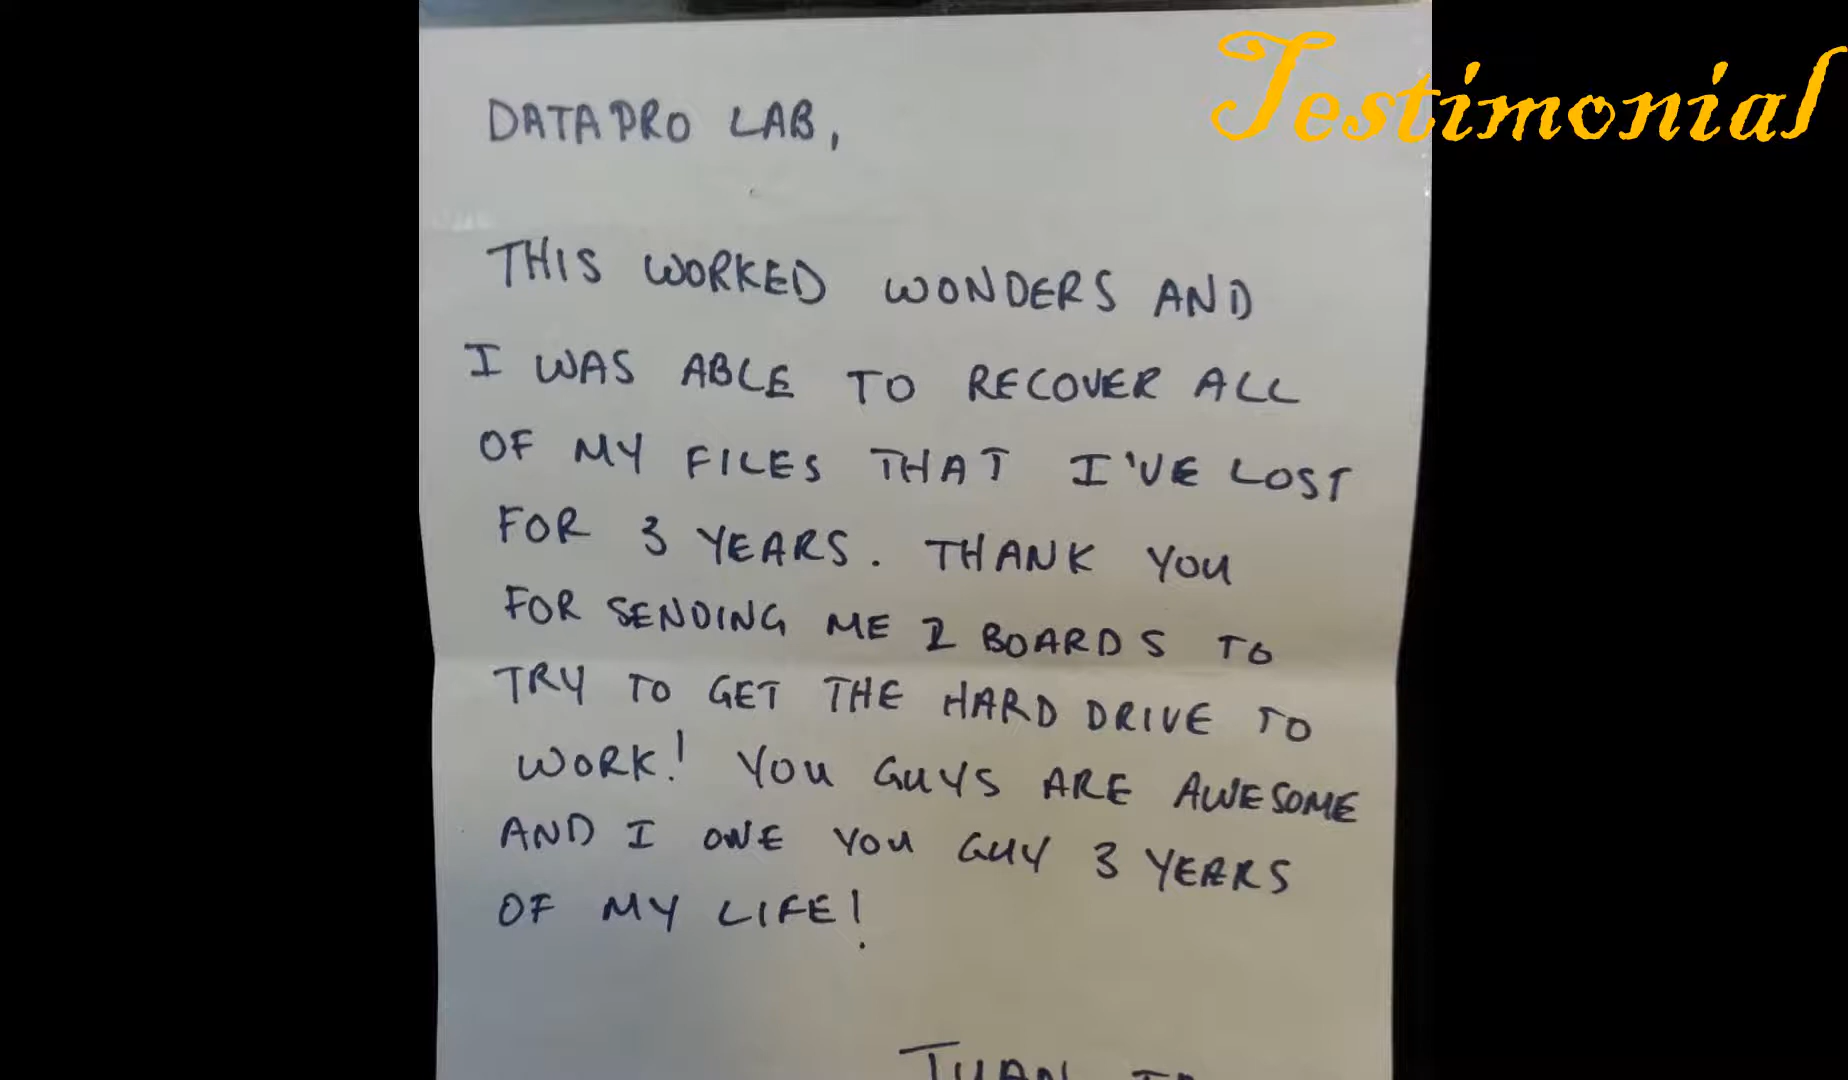 Testimonial
DATAPRO LAB,
THIS WORKED WONDERS AND
I WAS ABLE TO RECOVER ALL
OF MY FILES THAT I'VE LOST
FOR 3 YEARS. THANK YOU
FOR SENDING ME 2 BOARDS TO
TRY TO GET THE HARD DRIVE TO
WORK! YOU GUYS ARE AWESOME
AND I OWE YOU GUY 3 YEARS
OF MY LIFE!